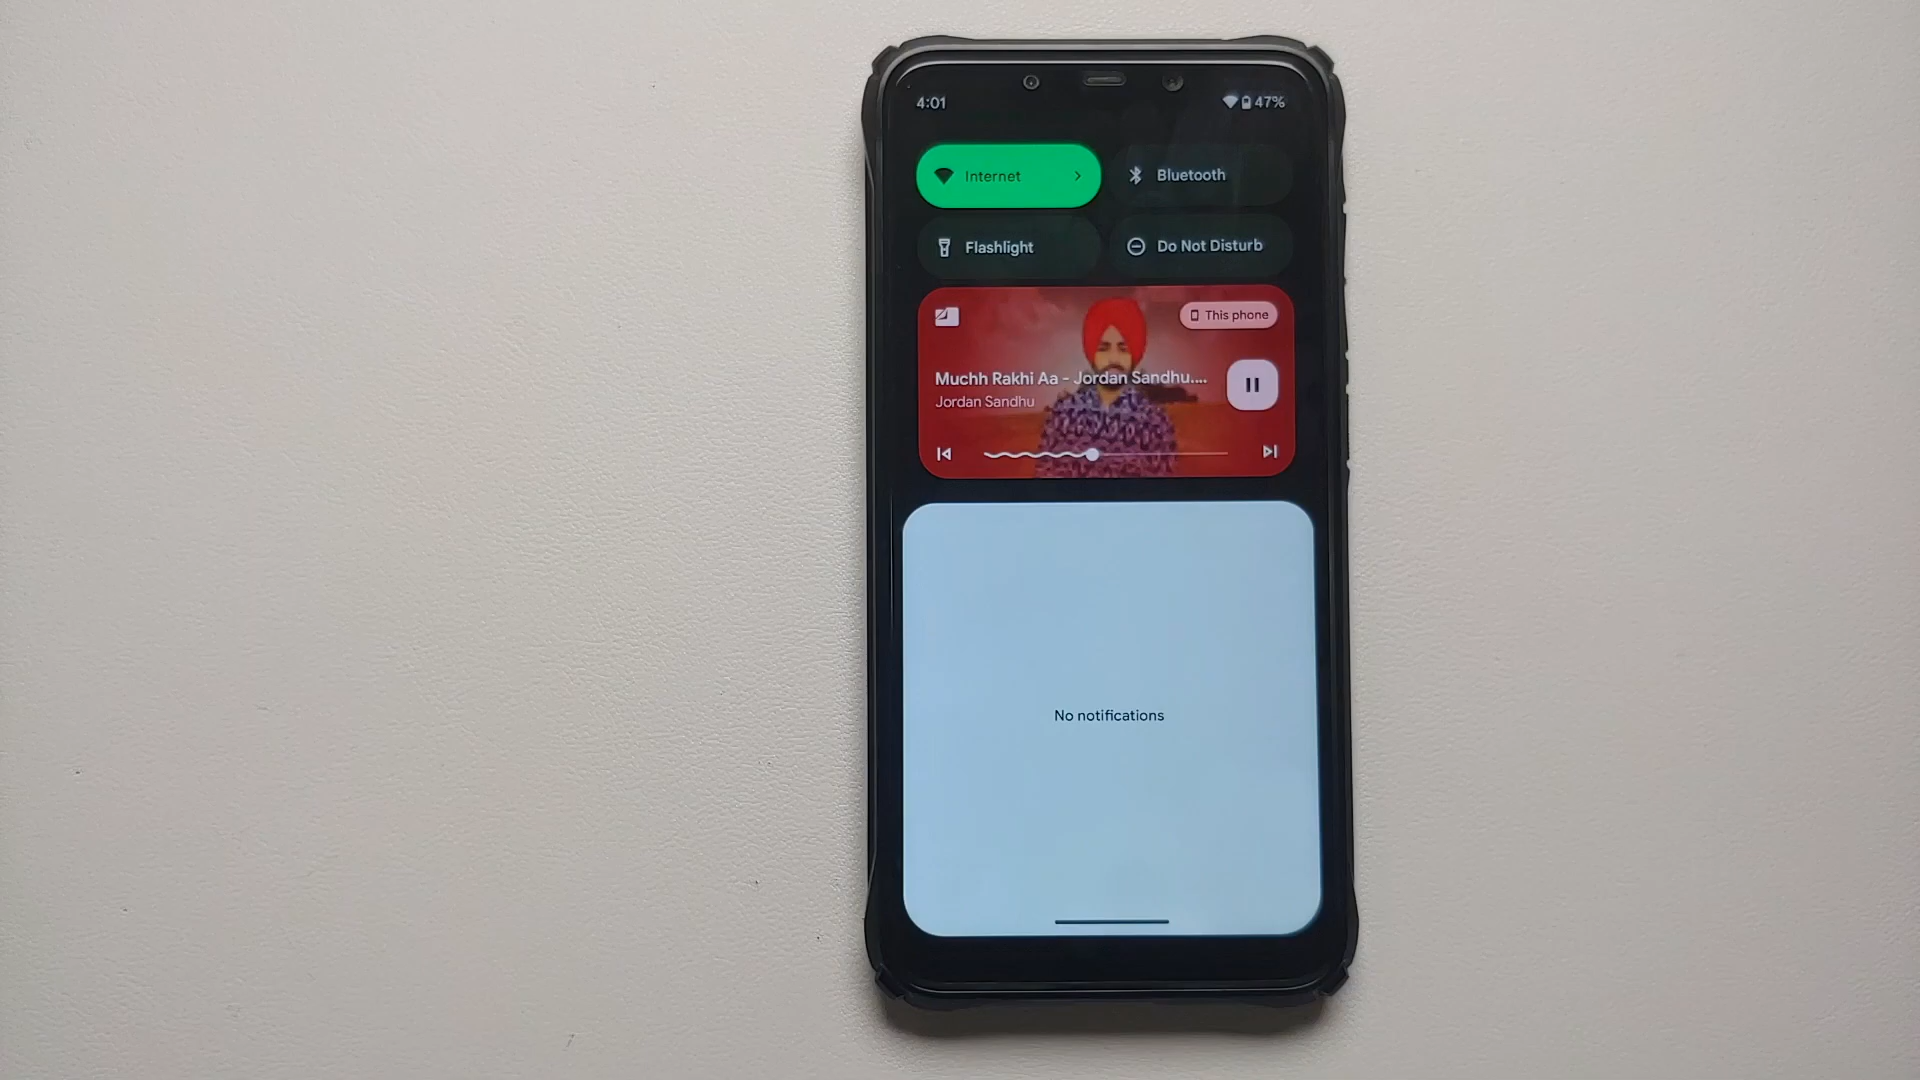 4:01
47%
Internet
Bluetooth
Flashlight
Do Not Disturb
This phone
Muchh Rakhi Aa - Jordan Sandhu....
Jordan Sandhu
No notifications